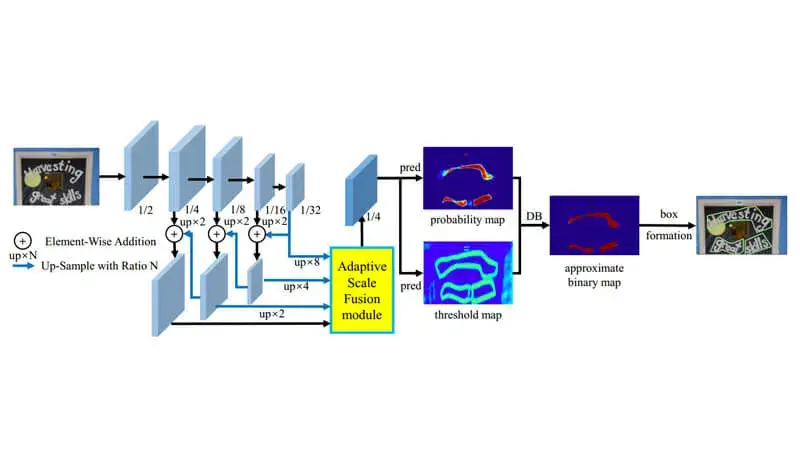 Harvesting
great skills
1/2
1/4
1/8
1/16
1/32
up×2
up×2
up×2
Element-Wise Addition
up×N
Up-Sample with Ratio N
up×8
up×4
up×2
Adaptive
Scale
Fusion
module
1/4
pred
probability map
pred
threshold map
DB
approximate
binary map
box
formation
Harvesting
great skills